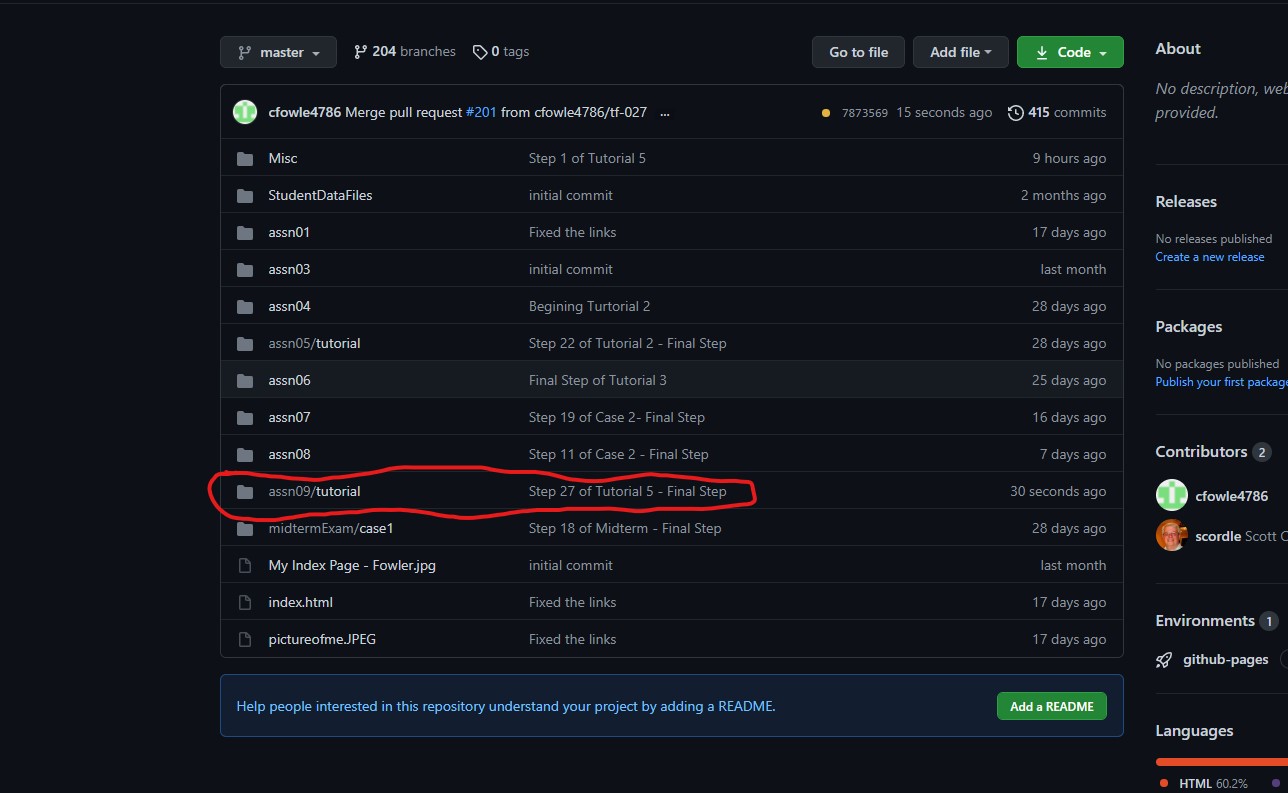 master 204 branches 0 tags Go to file Add file Code
cfowle4786 Merge pull request #201 from cfowle4786/tf-027 ... 7873569 15 seconds ago 415 commits
Misc Step 1 of Tutorial 5 9 hours ago
StudentDataFiles initial commit 2 months ago
assn01 Fixed the links 17 days ago
assn03 initial commit last month
assn04 Begining Turtorial 2 28 days ago
assn05/tutorial Step 22 of Tutorial 2 - Final Step 28 days ago
assn06 Final Step of Tutorial 3 25 days ago
assn07 Step 19 of Case 2- Final Step 16 days ago
assn08 Step 11 of Case 2 - Final Step 7 days ago
assn09/tutorial Step 27 of Tutorial 5 - Final Step 30 seconds ago
midtermExam/case1 Step 18 of Midterm - Final Step 28 days ago
My Index Page - Fowler.jpg initial commit last month
index.html Fixed the links 17 days ago
pictureofme.JPEG Fixed the links 17 days ago
Help people interested in this repository understand your project by adding a README. Add a README
About
No description, web
provided.
Releases
No releases published
Create a new release
Packages
No packages published
Publish your first package
Contributors 2
cfowle4786
scordle Scott
Environments 1
github-pages
Languages
HTML 60.2%